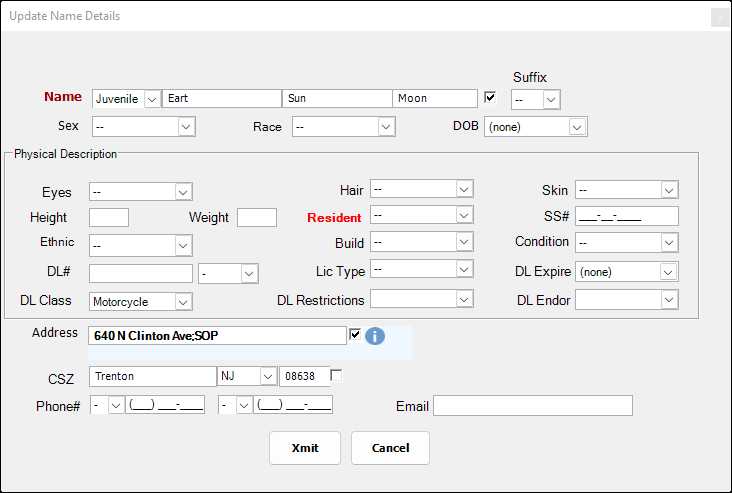 Update Name Details
Suffix
Name Juvenile Eart Sun Moon --
Sex -- Race -- DOB (none)
Physical Description
Eyes -- Hair -- Skin --
Height Weight Resident -- SS# ___-__-____
Ethnic -- Build -- Condition --
DL# - Lic Type -- DL Expire (none)
DL Class Motorcycle DL Restrictions DL Endor
Address 640 N Clinton Ave;SOP i
CSZ Trenton NJ 08638
Phone# - (___) ___-____ - (___) ___-____ Email
Xmit Cancel